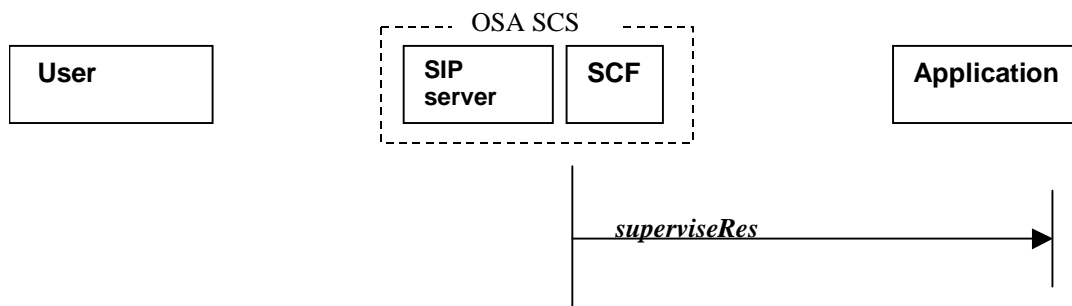 OSA SCS
User
SIP
server
SCF
Application
superviseRes